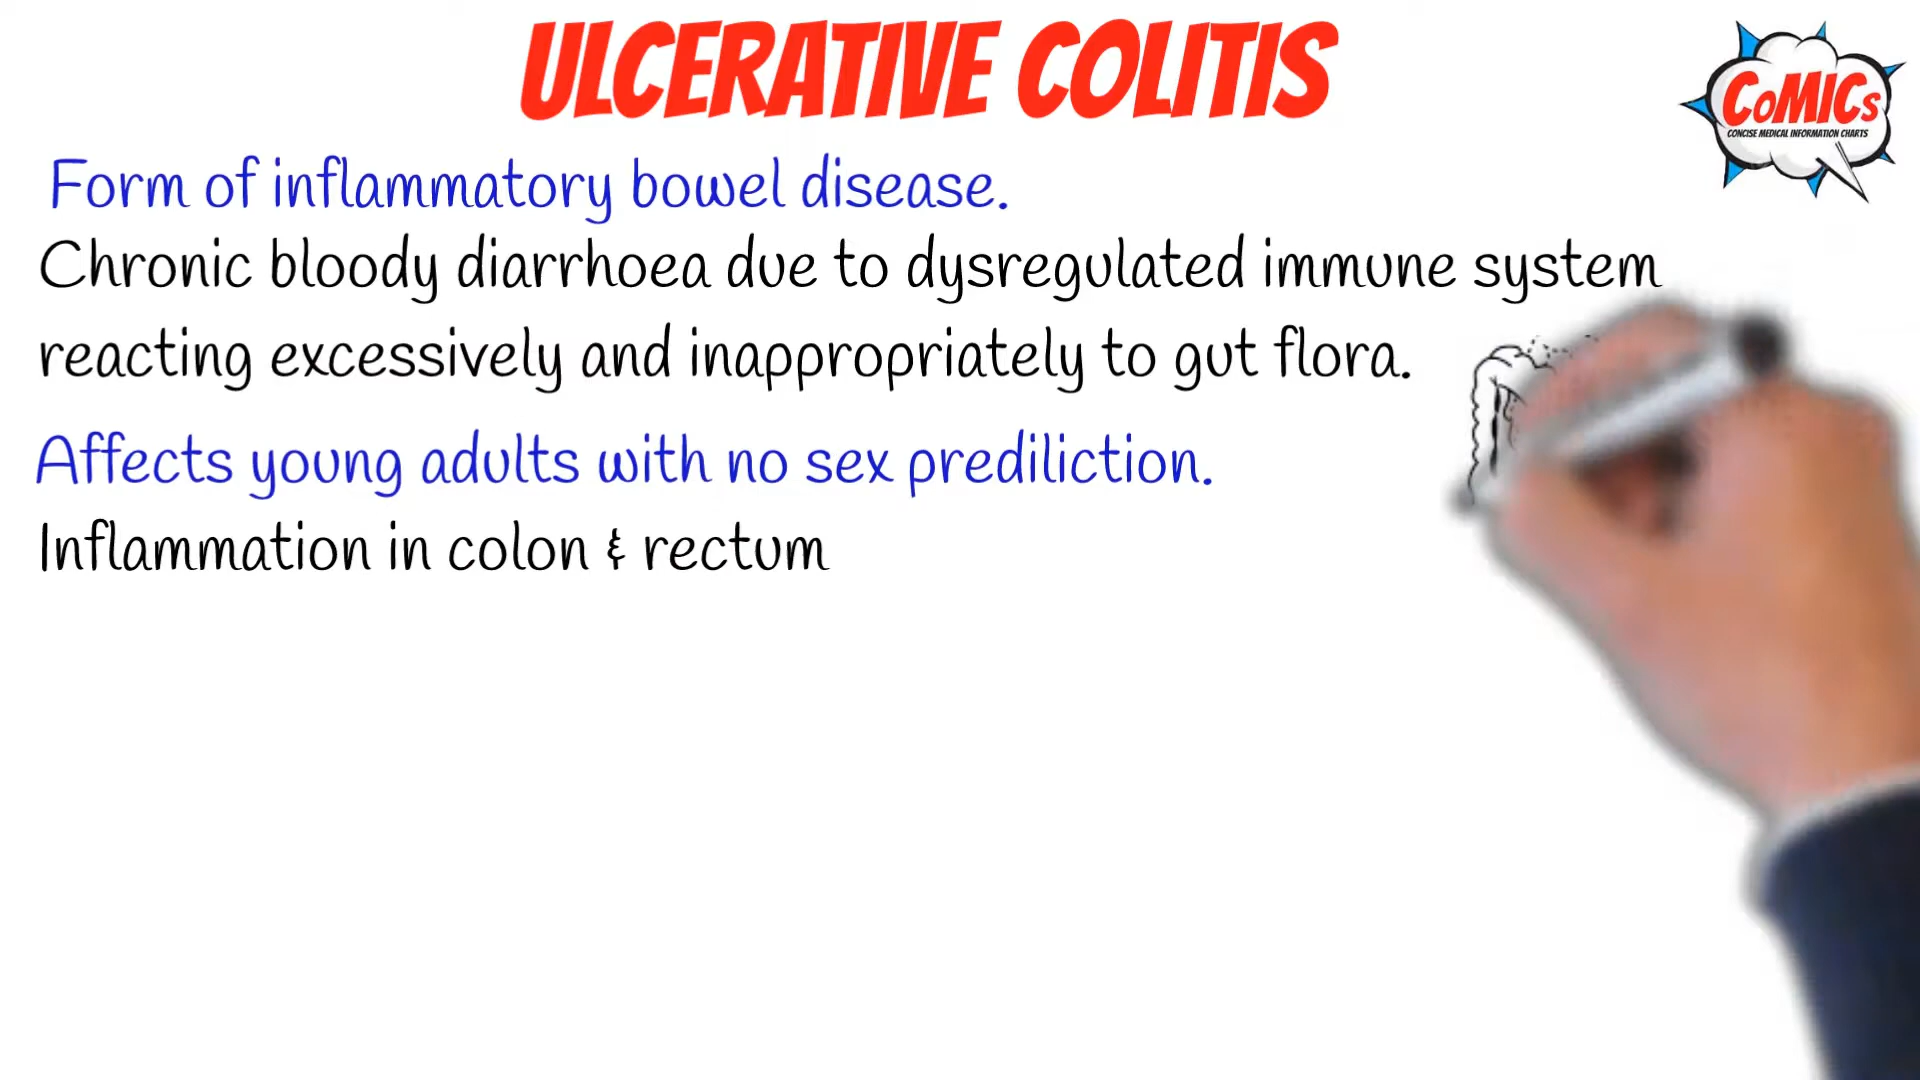 ULCERATIVE COLITIS
CoMICs
CONCISE MEDICAL INFORMATION CHARTS
Form of inflammatory bowel disease.
Chronic bloody diarrhoea due to dysregulated immune system
reacting excessively and inappropriately to gut flora.
Affects young adults with no sex prediliction.
Inflammation in colon & rectum